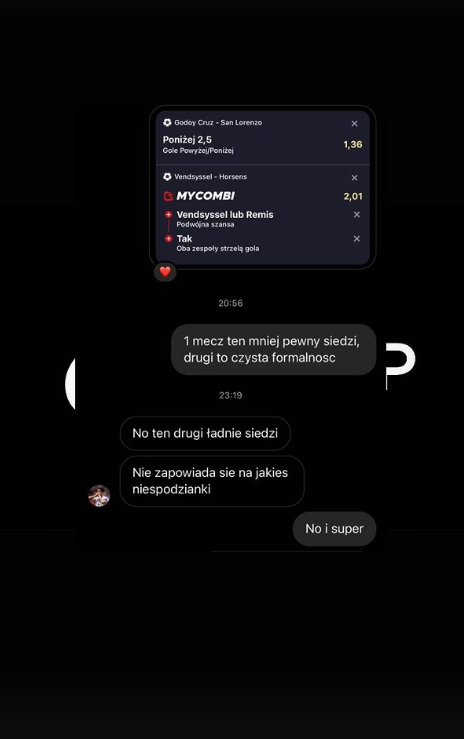 Godoy Cruz - San Lorenzo
Poniżej 2,5
1,36
Gole Powyżej/Poniżej
Vendsyssel - Horsens
MYCOMBI
2,01
Vendsyssel lub Remis
Podwójna szansa
Tak
Oba zespoły strzelą gola
20:56
1 mecz ten mniej pewny siedzi,
drugi to czysta formalnosc
23:19
No ten drugi ładnie siedzi
Nie zapowiada sie na jakies
niespodzianki
No i super